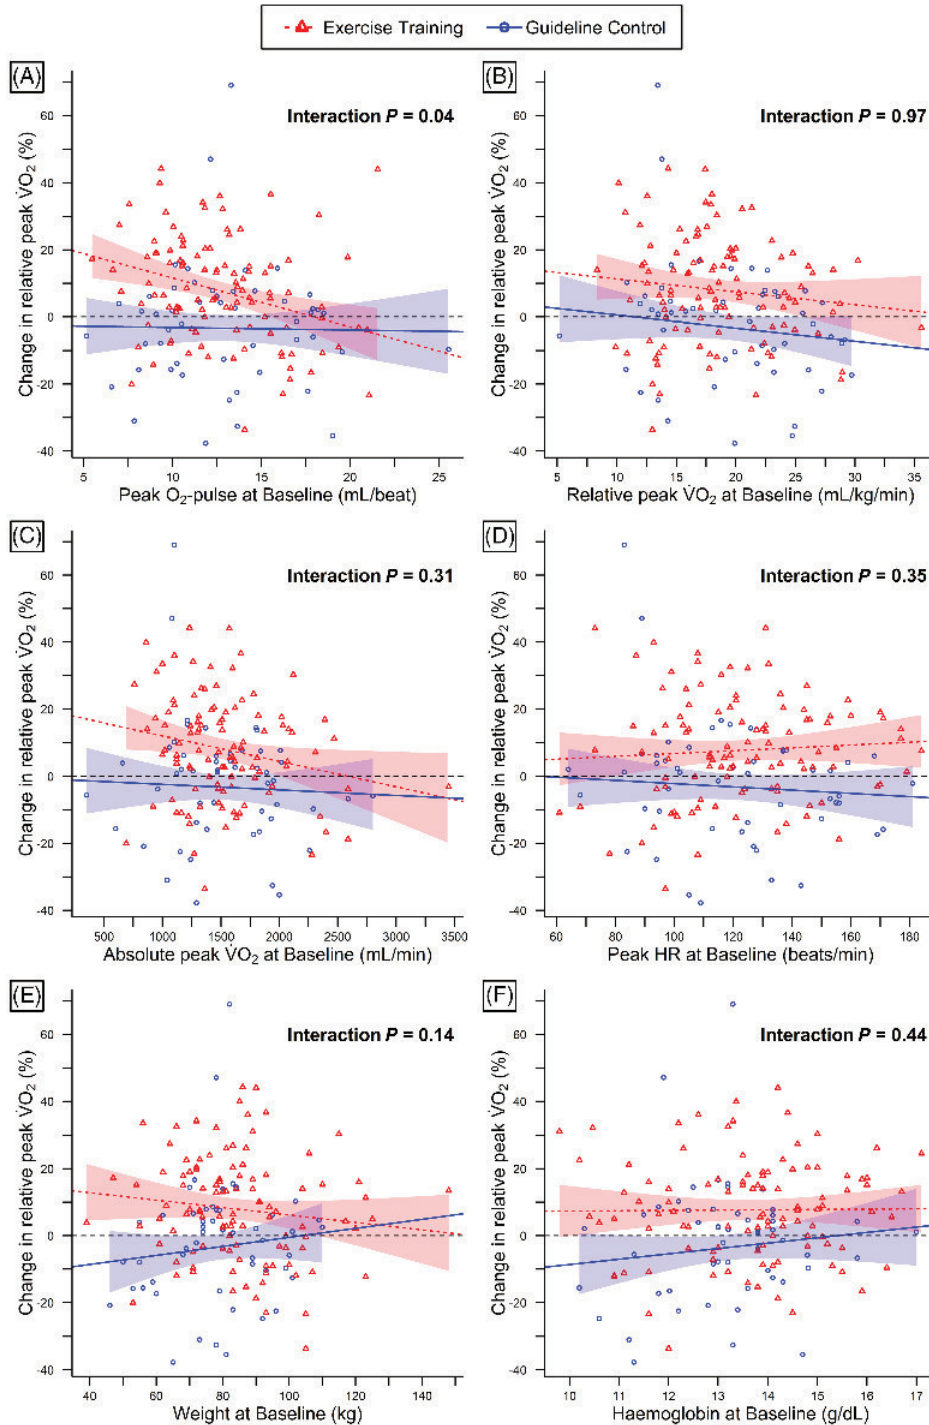 Exercise Training Guideline Control
(A)
Interaction P = 0.04
Change in relative peak V̇O₂ (%)
60
40
20
0
-20
-40
5 10 15 20 25
Peak O₂-pulse at Baseline (mL/beat)
(B)
Interaction P = 0.97
Change in relative peak V̇O₂ (%)
60
40
20
0
-20
-40
5 10 15 20 25 30 35
Relative peak V̇O₂ at Baseline (mL/kg/min)
(C)
Interaction P = 0.31
Change in relative peak V̇O₂ (%)
60
40
20
0
-20
-40
500 1000 1500 2000 2500 3000 3500
Absolute peak V̇O₂ at Baseline (mL/min)
(D)
Interaction P = 0.35
Change in relative peak V̇O₂ (%)
60
40
20
0
-20
-40
60 80 100 120 140 160 180
Peak HR at Baseline (beats/min)
(E)
Interaction P = 0.14
Change in relative peak V̇O₂ (%)
60
40
20
0
-20
-40
40 60 80 100 120 140
Weight at Baseline (kg)
(F)
Interaction P = 0.44
Change in relative peak V̇O₂ (%)
60
40
20
0
-20
-40
10 11 12 13 14 15 16 17
Haemoglobin at Baseline (g/dL)